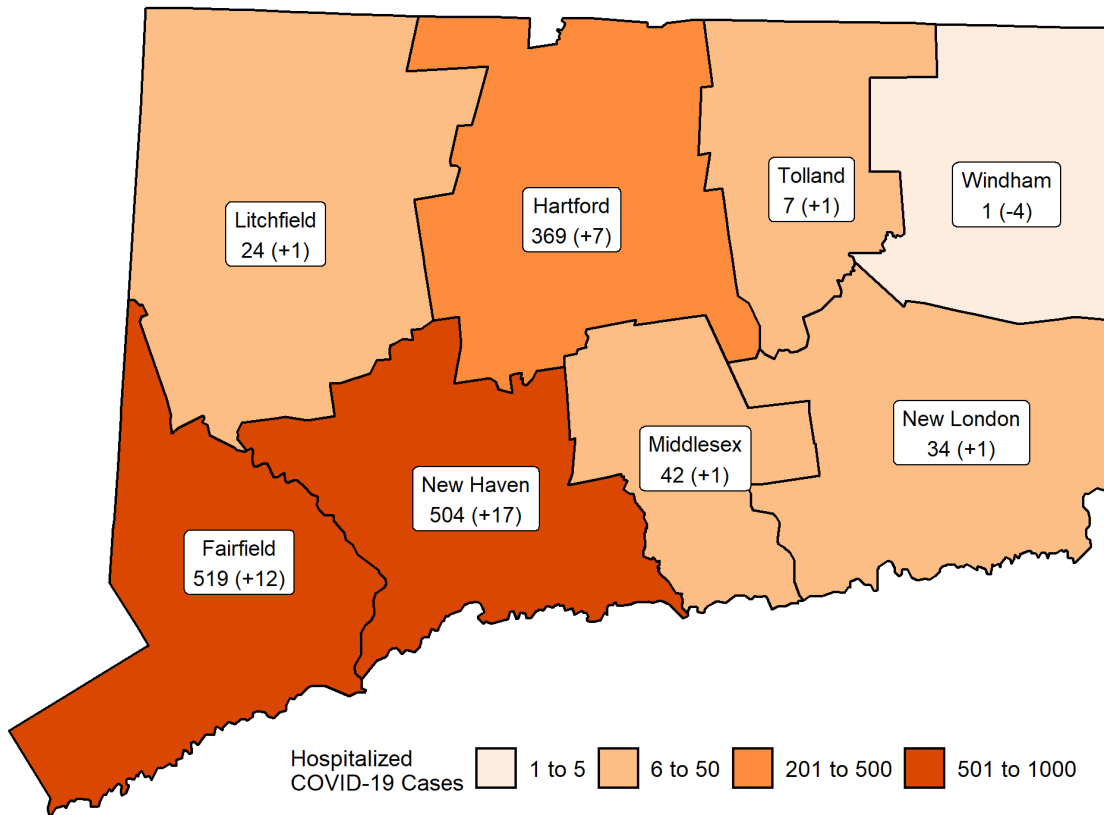 Tolland
7 (+1)
Windham
1 (-4)
Litchfield
24 (+1)
Hartford
369 (+7)
New London
34 (+1)
Middlesex
42 (+1)
New Haven
504 (+17)
Fairfield
519 (+12)
Hospitalized
COVID-19 Cases
1 to 5
6 to 50
201 to 500
501 to 1000